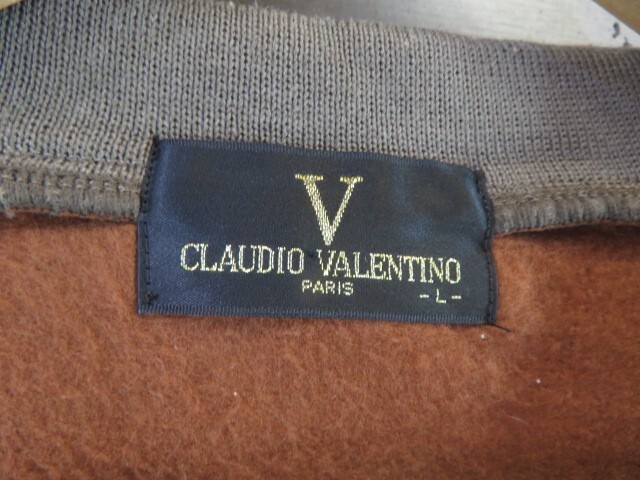 V
CLAUDIO VALENTINO
PARIS
-L-